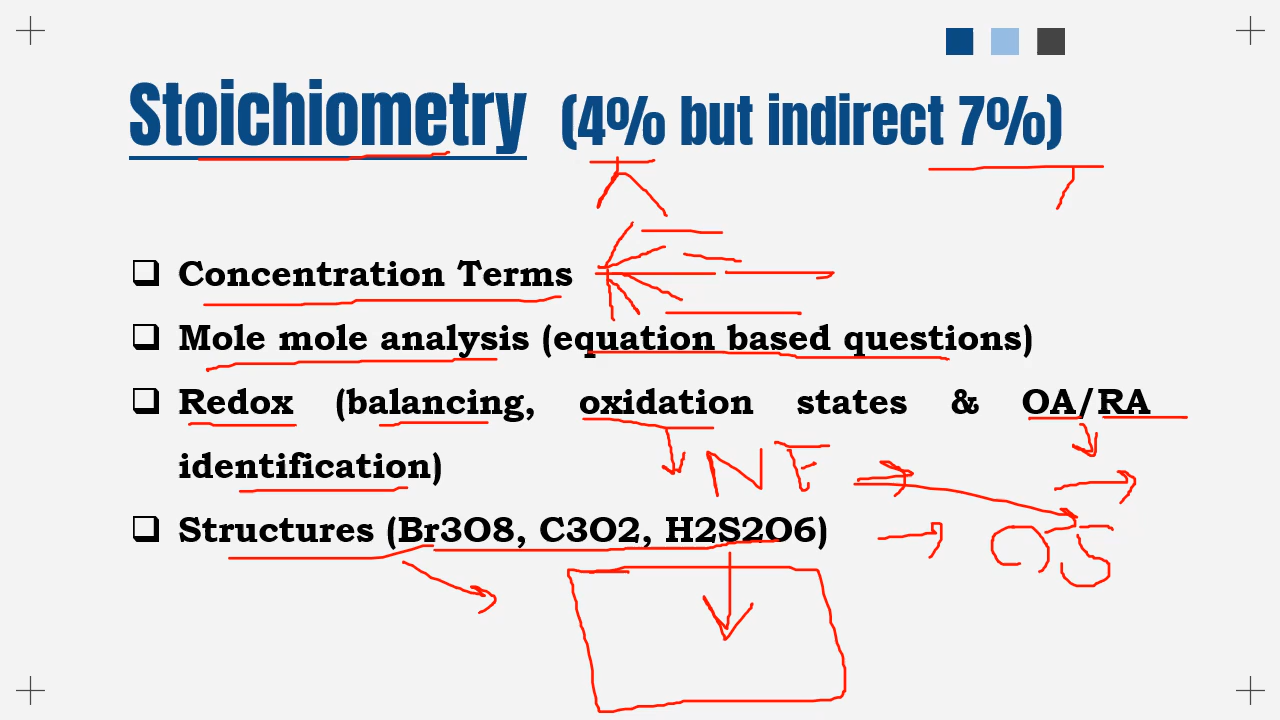 Stoichiometry (4% but indirect 7%)
❑ Concentration Terms
❑ Mole mole analysis (equation based questions)
❑ Redox (balancing, oxidation states & OA/RA
identification)
NF
❑ Structures (Br3O8, C3O2, H2S2O6)
OS